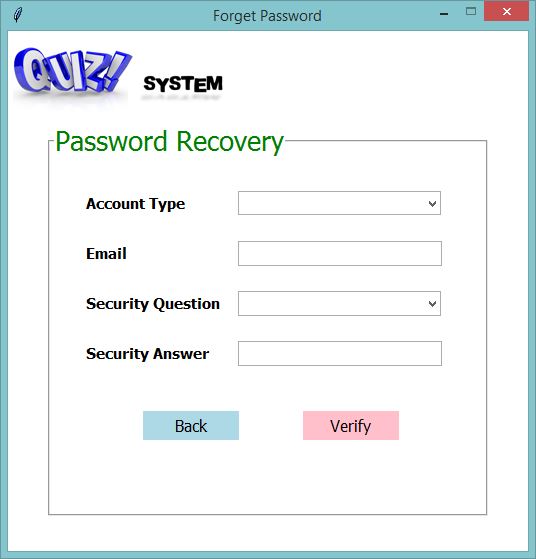 Forget Password
QUIZ! SYSTEM
Password Recovery
Account Type
Email
Security Question
Security Answer
Back Verify